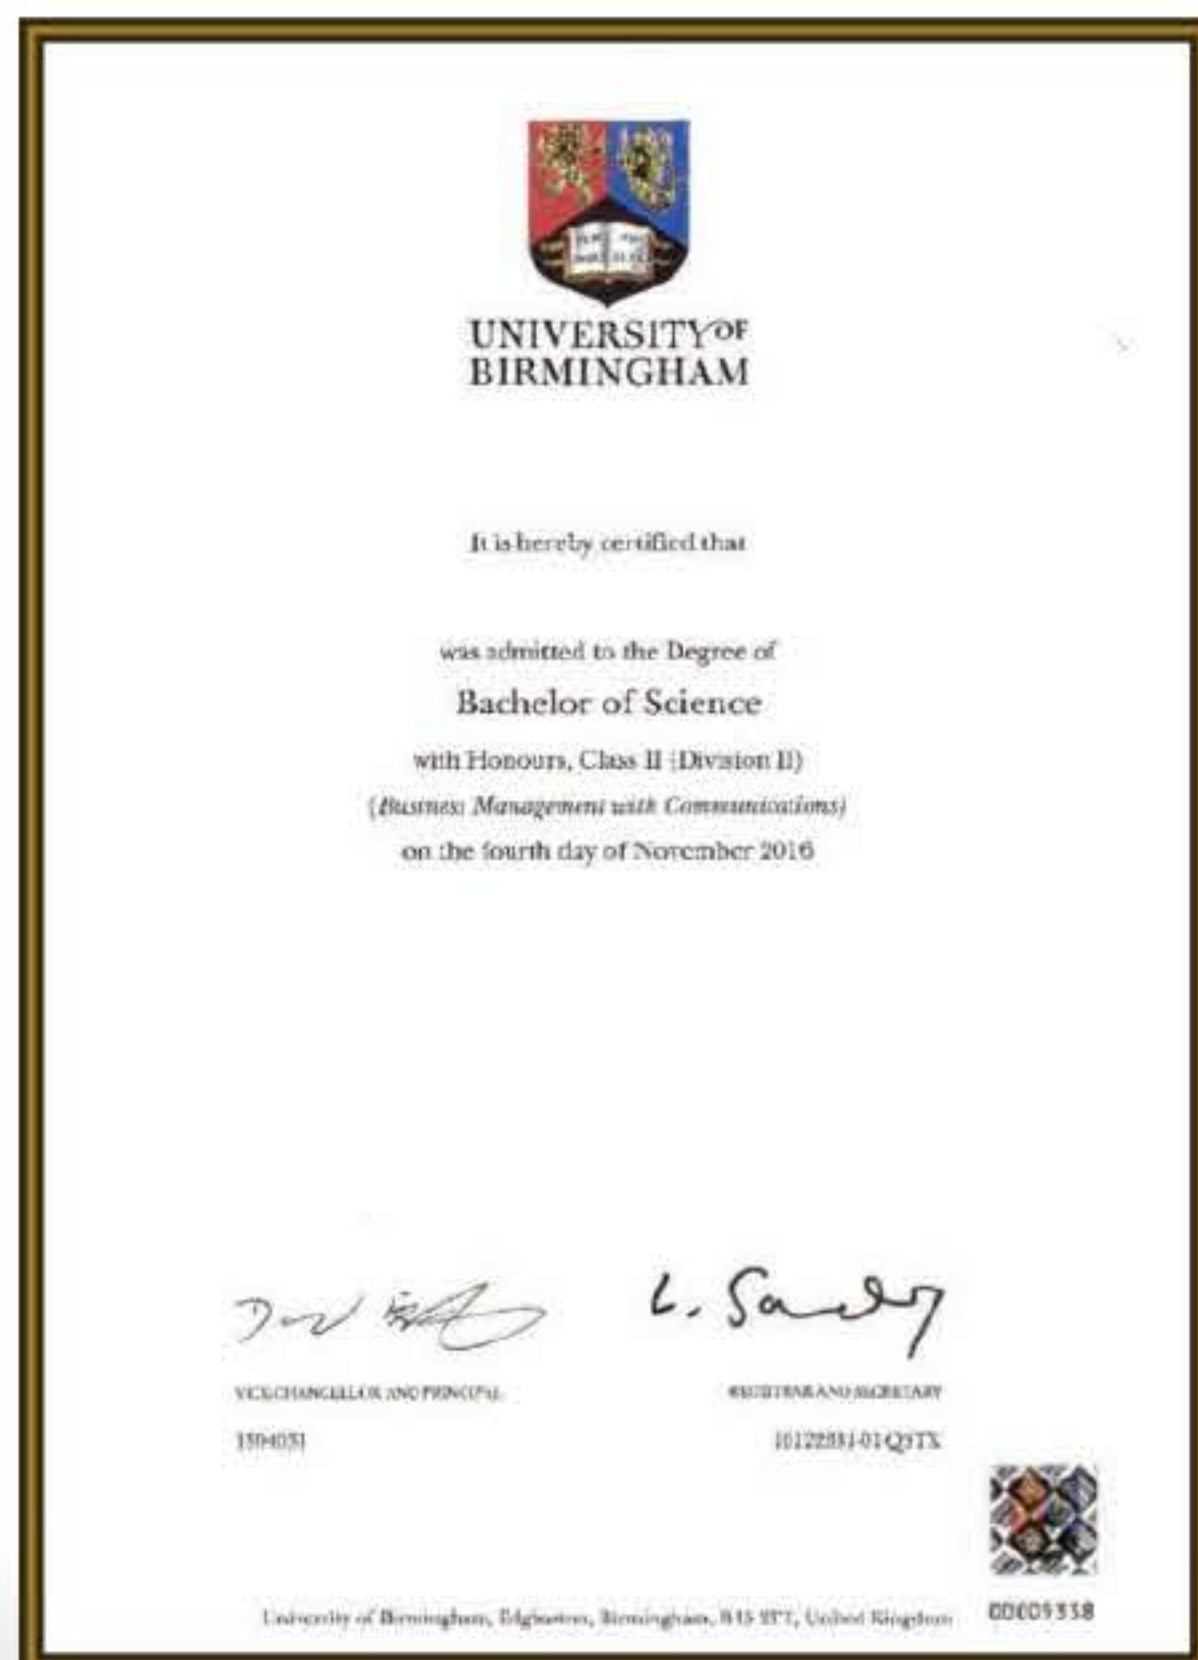 UNIVERSITY OF
BIRMINGHAM
It is hereby certified that
was admitted to the Degree of
Bachelor of Science
with Honours, Class II (Division II)
(Business Management with Communications)
on the fourth day of November 2016
L. Sandy
VICE-CHANCELLOR AND PRINCIPAL
REGISTRAR AND SECRETARY
University of Birmingham, Edgbaston, Birmingham, B15 2TT, United Kingdom